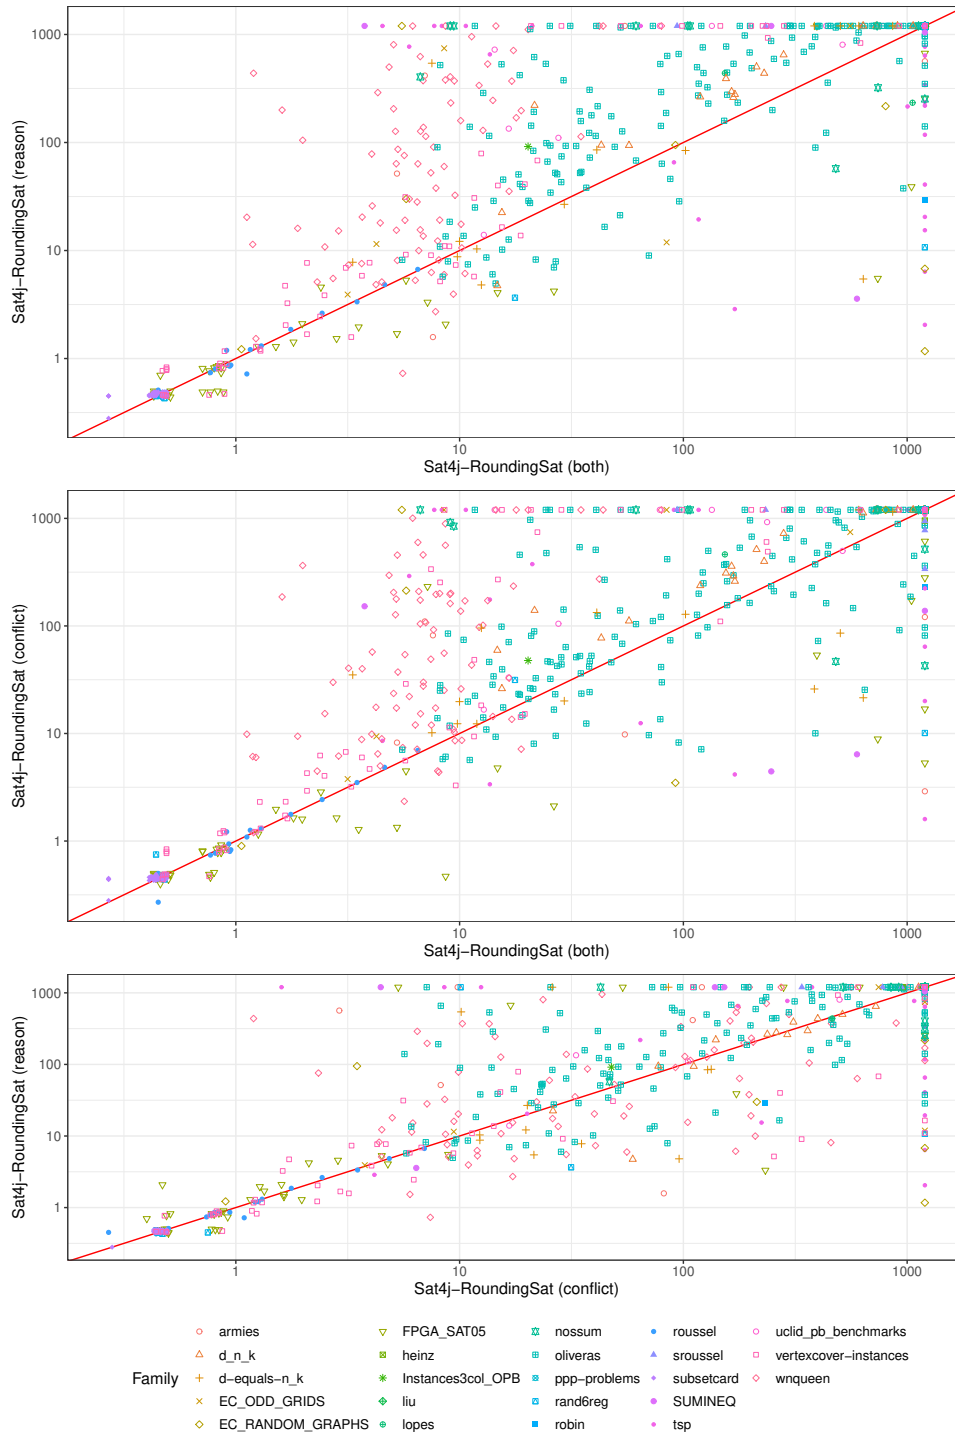 1000
100
10
1
Sat4j−RoundingSat (reason)
1 10 100 1000
Sat4j−RoundingSat (both)
1000
100
10
1
Sat4j−RoundingSat (conflict)
1 10 100 1000
Sat4j−RoundingSat (both)
1000
100
10
1
Sat4j−RoundingSat (reason)
1 10 100 1000
Sat4j−RoundingSat (conflict)
Family
armies
d_n_k
d−equals−n_k
EC_ODD_GRIDS
EC_RANDOM_GRAPHS
FPGA_SAT05
heinz
Instances3col_OPB
liu
lopes
nossum
oliveras
ppp−problems
rand6reg
robin
roussel
sroussel
subsetcard
SUMINEQ
tsp
uclid_pb_benchmarks
vertexcover−instances
wnqueen